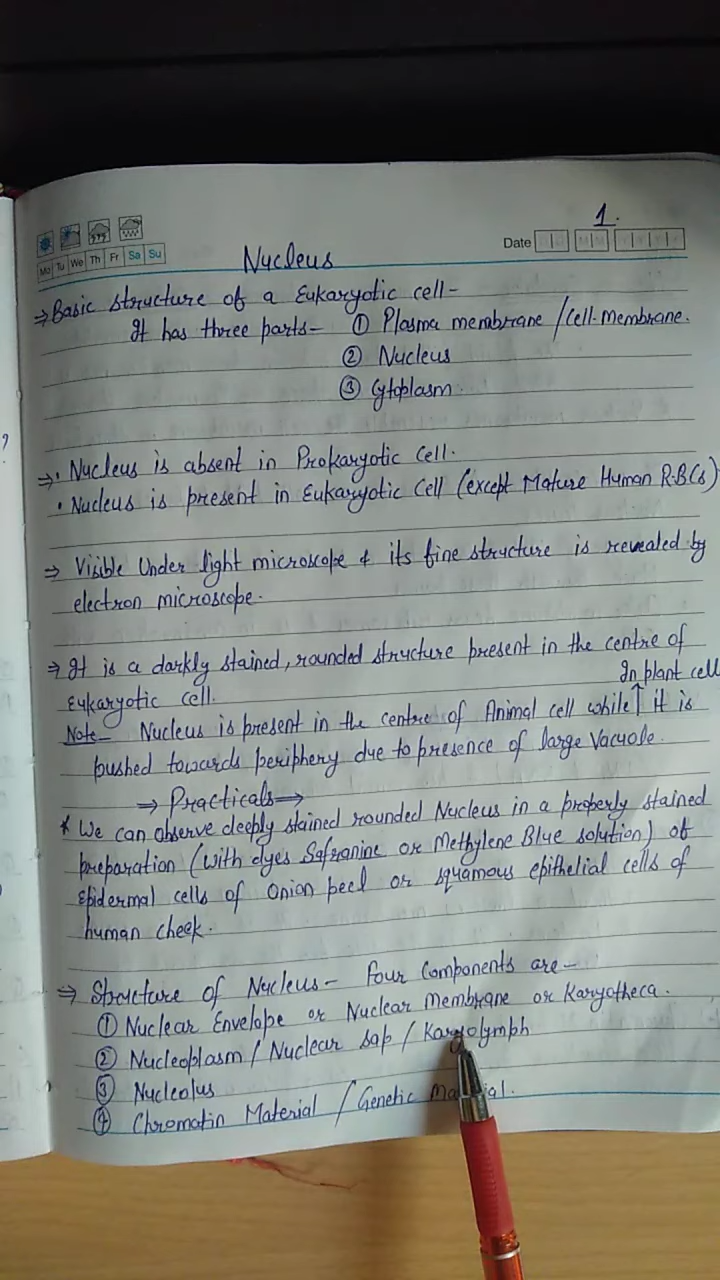 1.
Date
Mo Tu We Th Fr Sa Su
Nucleus
⇒ Basic structure of a Eukaryotic cell-
It has three parts- ① Plasma membrane / Cell-Membrane.
② Nucleus
③ Cytoplasm.
⇒ • Nucleus is absent in Prokaryotic Cell.
• Nucleus is present in Eukaryotic Cell (except Mature Human R.B.Cs)
⇒ Visible Under light microscope & its fine structure is revealed by
electron microscope.
⇒ It is a darkly stained, rounded structure present in the centre of
Eukaryotic cell.
In plant cell
Note- Nucleus is present in the centre of Animal cell while ↑ it is
pushed towards periphery due to presence of large Vacuole.
⇒ Practicals ⇒
* We can observe deeply stained rounded Nucleus in a properly stained
preparation (with dyes Safranine or Methylene Blue solution) of
Epidermal cells of Onion peel or squamous epithelial cells of
human cheek.
⇒ Structure of Nucleus- Four Components are-
① Nuclear Envelope or Nuclear Membrane or Karyotheca.
② Nucleoplasm / Nuclear Sap / Karyolymph
③ Nucleolus
④ Chromatin Material / Genetic Material.